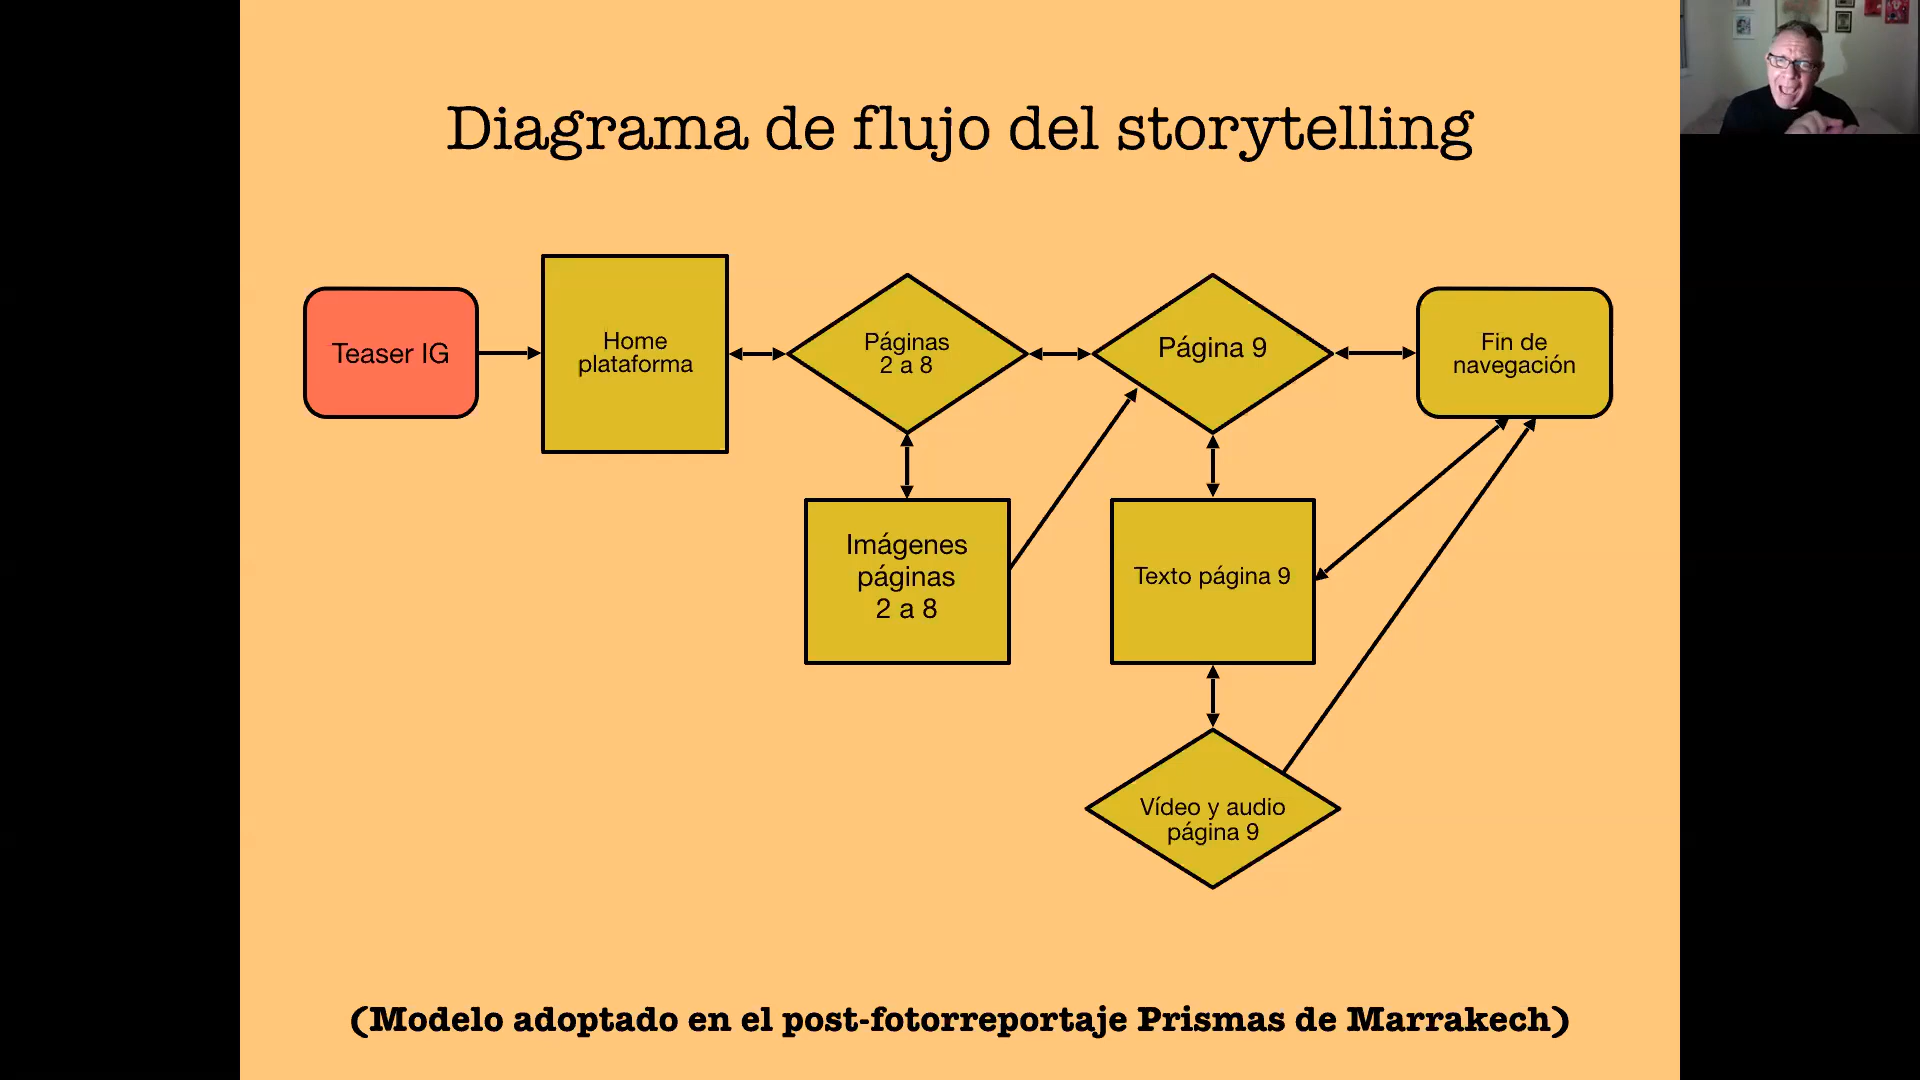 Diagrama de flujo del storytelling
Teaser IG
Home
plataforma
Páginas
2 a 8
Página 9
Fin de
navegación
Imágenes
páginas
2 a 8
Texto página 9
Vídeo y audio
página 9
(Modelo adoptado en el post-fotorreportaje Prismas de Marrakech)